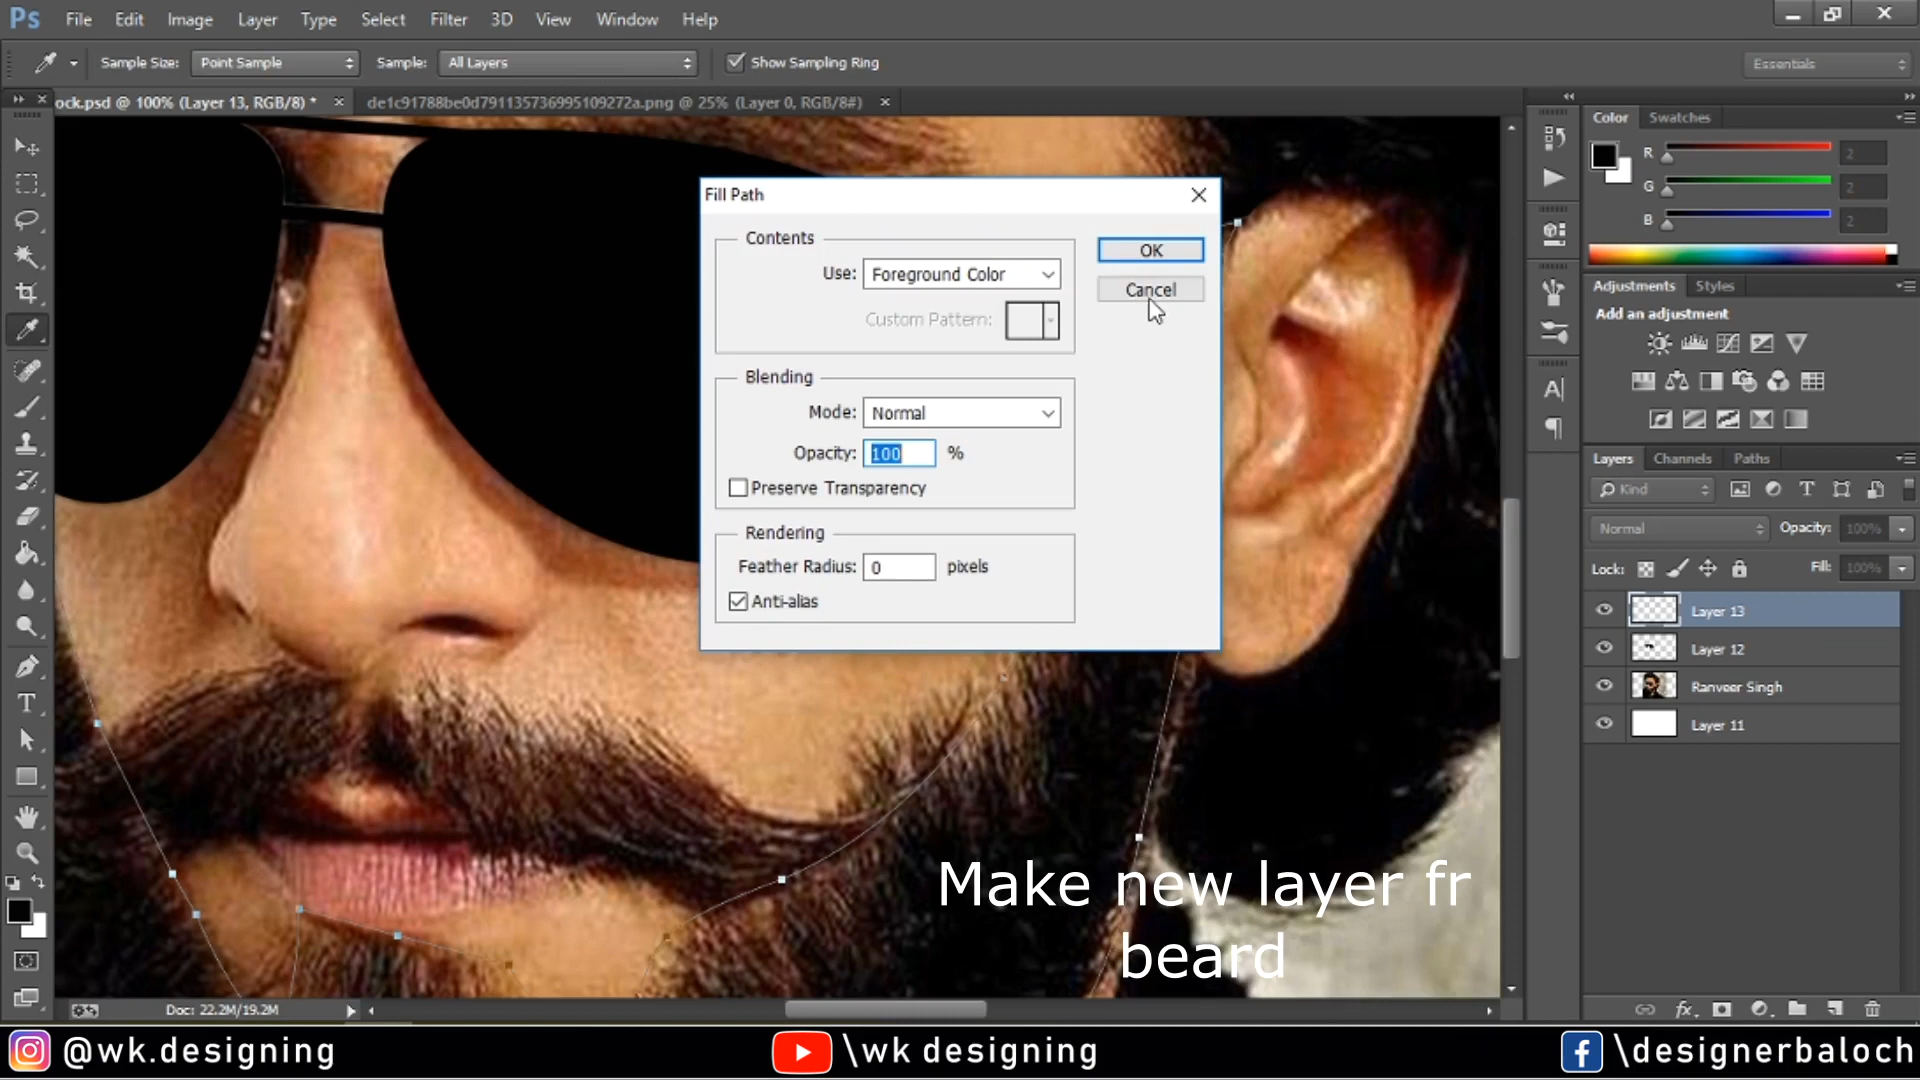 Ps File Edit Image Layer Type Select Filter 3D View Window Help
Sample Size: Point Sample Sample: All Layers Show Sampling Ring Essentials
ock.psd @ 100% (Layer 13, RGB/8) * × de1c91788be0d791135736995109272a.png @ 25% (Layer 0, RGB/8#) ×
Color Swatches
R 2
G 2
B 2
Adjustments Styles
Add an adjustment
Layers Channels Paths
Kind
Normal Opacity: 100%
Lock: Fill: 100%
Layer 13
Layer 12
Ranveer Singh
Layer 11
Fill Path
Contents
Use: Foreground Color
Custom Pattern:
OK
Cancel
Blending
Mode: Normal
Opacity: 100 %
Preserve Transparency
Rendering
Feather Radius: 0 pixels
Anti-alias
Make new layer fr
beard
Doc: 22.2M/19.2M
@wk.designing \wk designing \designerbaloch